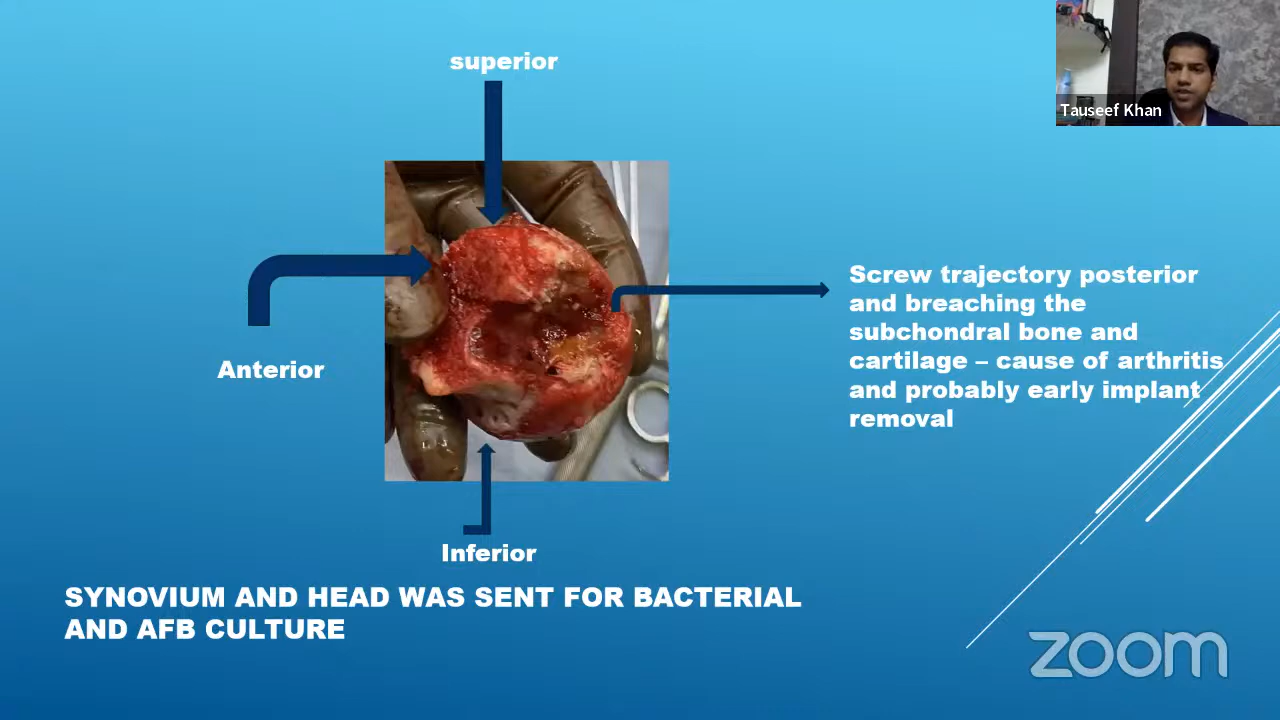 superior
Tauseef Khan
Anterior
Screw trajectory posterior
and breaching the
subchondral bone and
cartilage – cause of arthritis
and probably early implant
removal
Inferior
SYNOVIUM AND HEAD WAS SENT FOR BACTERIAL
AND AFB CULTURE
zoom